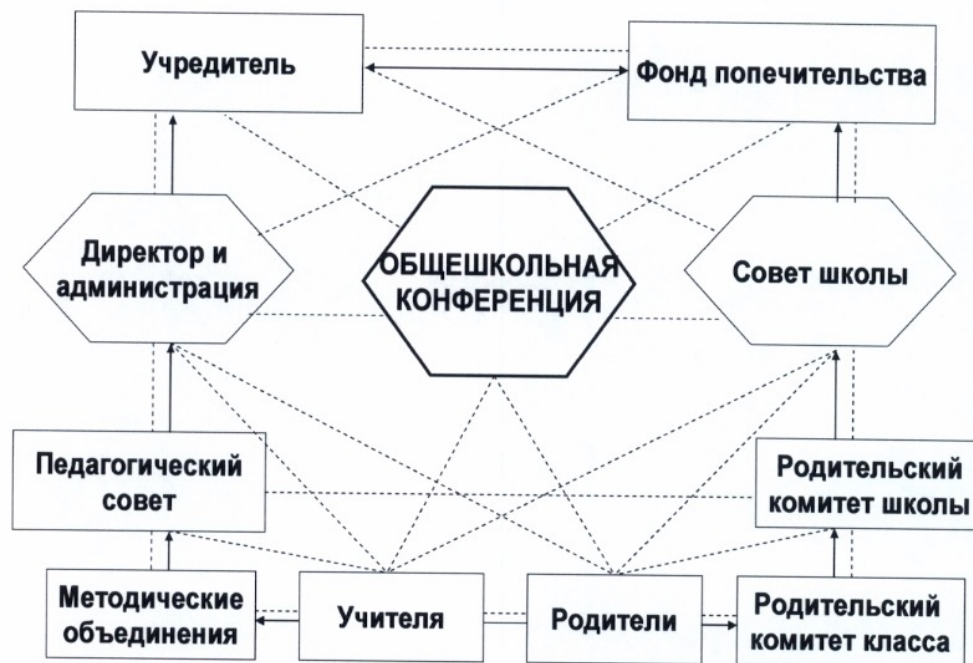 Учредитель
Фонд попечительства
Директор и
администрация
ОБЩЕШКОЛЬНАЯ
КОНФЕРЕНЦИЯ
Совет школы
Педагогический
совет
Родительский
комитет школы
Методические
объединения
Учителя
Родители
Родительский
комитет класса